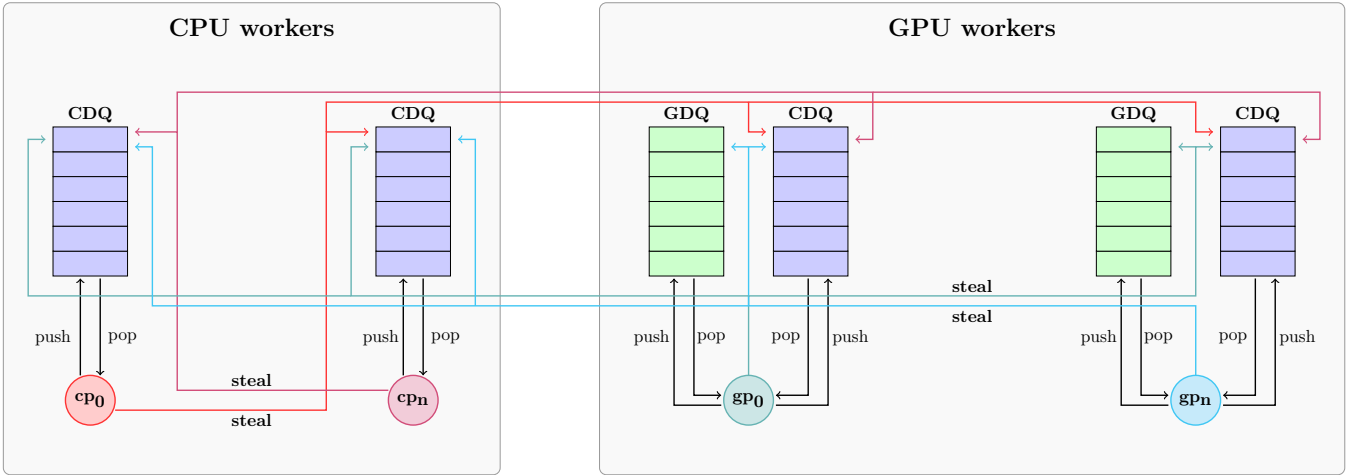 CPU workers
GPU workers
CDQ
CDQ
GDQ
CDQ
GDQ
CDQ
steal
steal
push
pop
push
pop
push
pop
pop
push
push
pop
pop
push
steal
steal
cp0
cpn
gp0
gpn